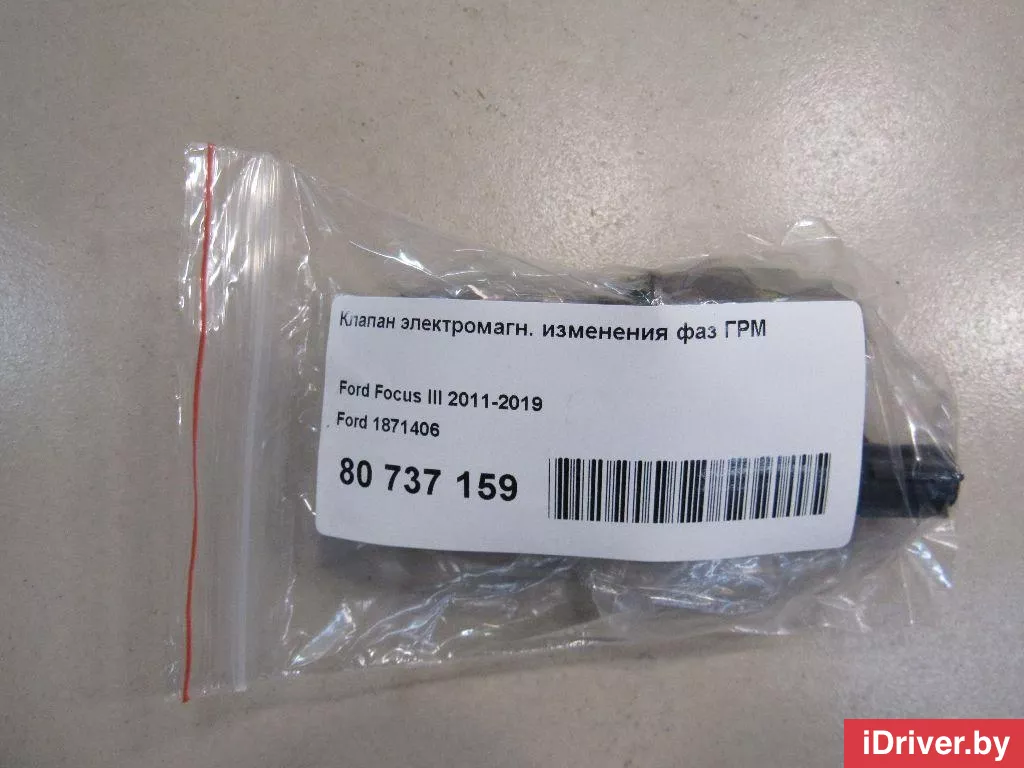 Клапан электромагн. изменения фаз ГРМ
Ford Focus III 2011-2019
Ford 1871406
80 737 159
iDriver.by